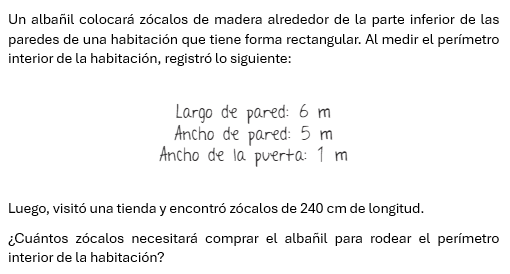 Un albañil colocará zócalos de madera alrededor de la parte inferior de las
paredes de una habitación que tiene forma rectangular. Al medir el perímetro
interior de la habitación, registró lo siguiente:
Largo de pared: 6 m
Ancho de pared: 5 m
Ancho de la puerta: 1 m
Luego, visitó una tienda y encontró zócalos de 240 cm de longitud.
¿Cuántos zócalos necesitará comprar el albañil para rodear el perímetro
interior de la habitación?